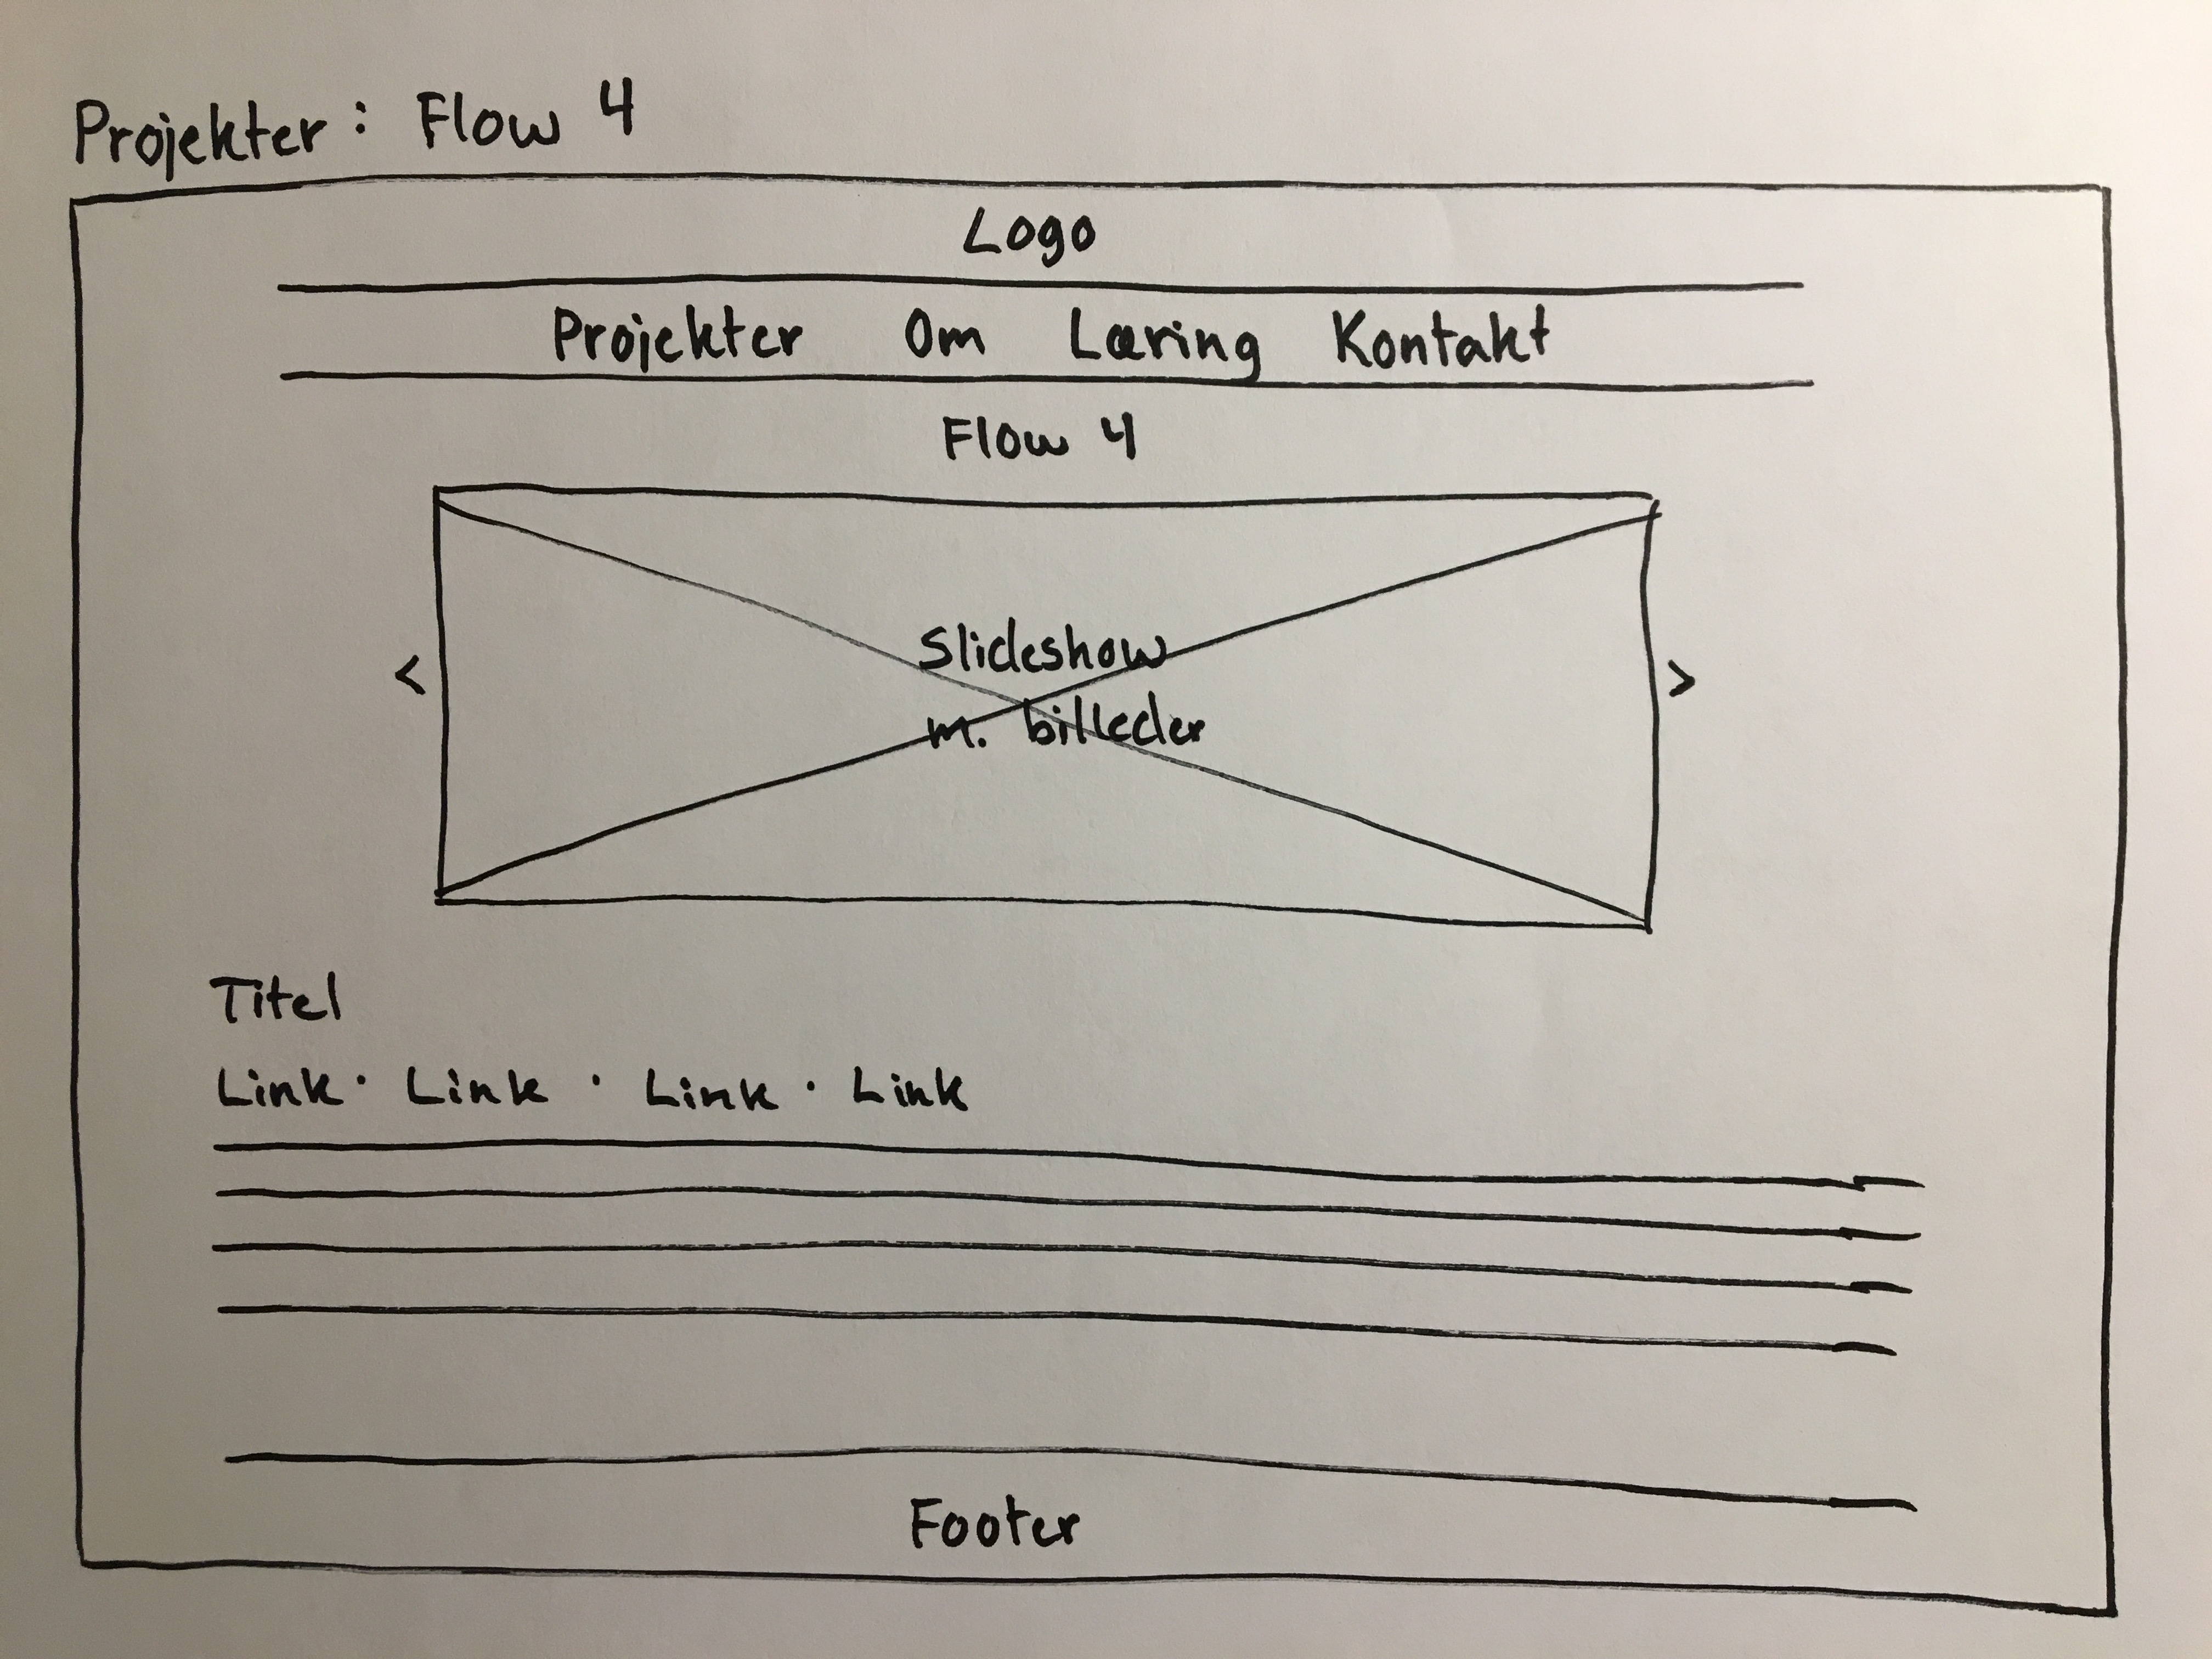 Projekter: Flow 4
Logo
Projekter Om Læring Kontakt
Flow 4
Slideshow
< >
m. billeder
Titel
Link · Link · Link · Link
Footer